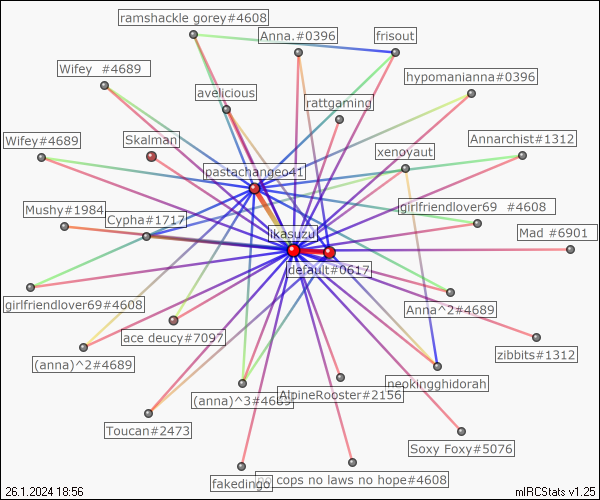 ramshackle gorey#4608
Anna.#0396
frisout
Wifey #4689
hypomanianna#0396
avelicious
rattgaming
Wifey#4689
Skalman
Annarchist#1312
xenoyaut
pastachangeo41
Mushy#1984
Cypha#1717
girlfriendlover69 #4608
ikasuzu
Mad #6901
default#0617
girlfriendlover69#4608
Anna^2#4689
ace deucy#7097
(anna)^2#4689
zibbits#1312
neokingghidorah
AlpineRooster#2156
(anna)^3#4689
Toucan#2473
Soxy Foxy#5076
fakedingo
cops no laws no hope#4608
26.1.2024 18:56
mIRCStats v1.25